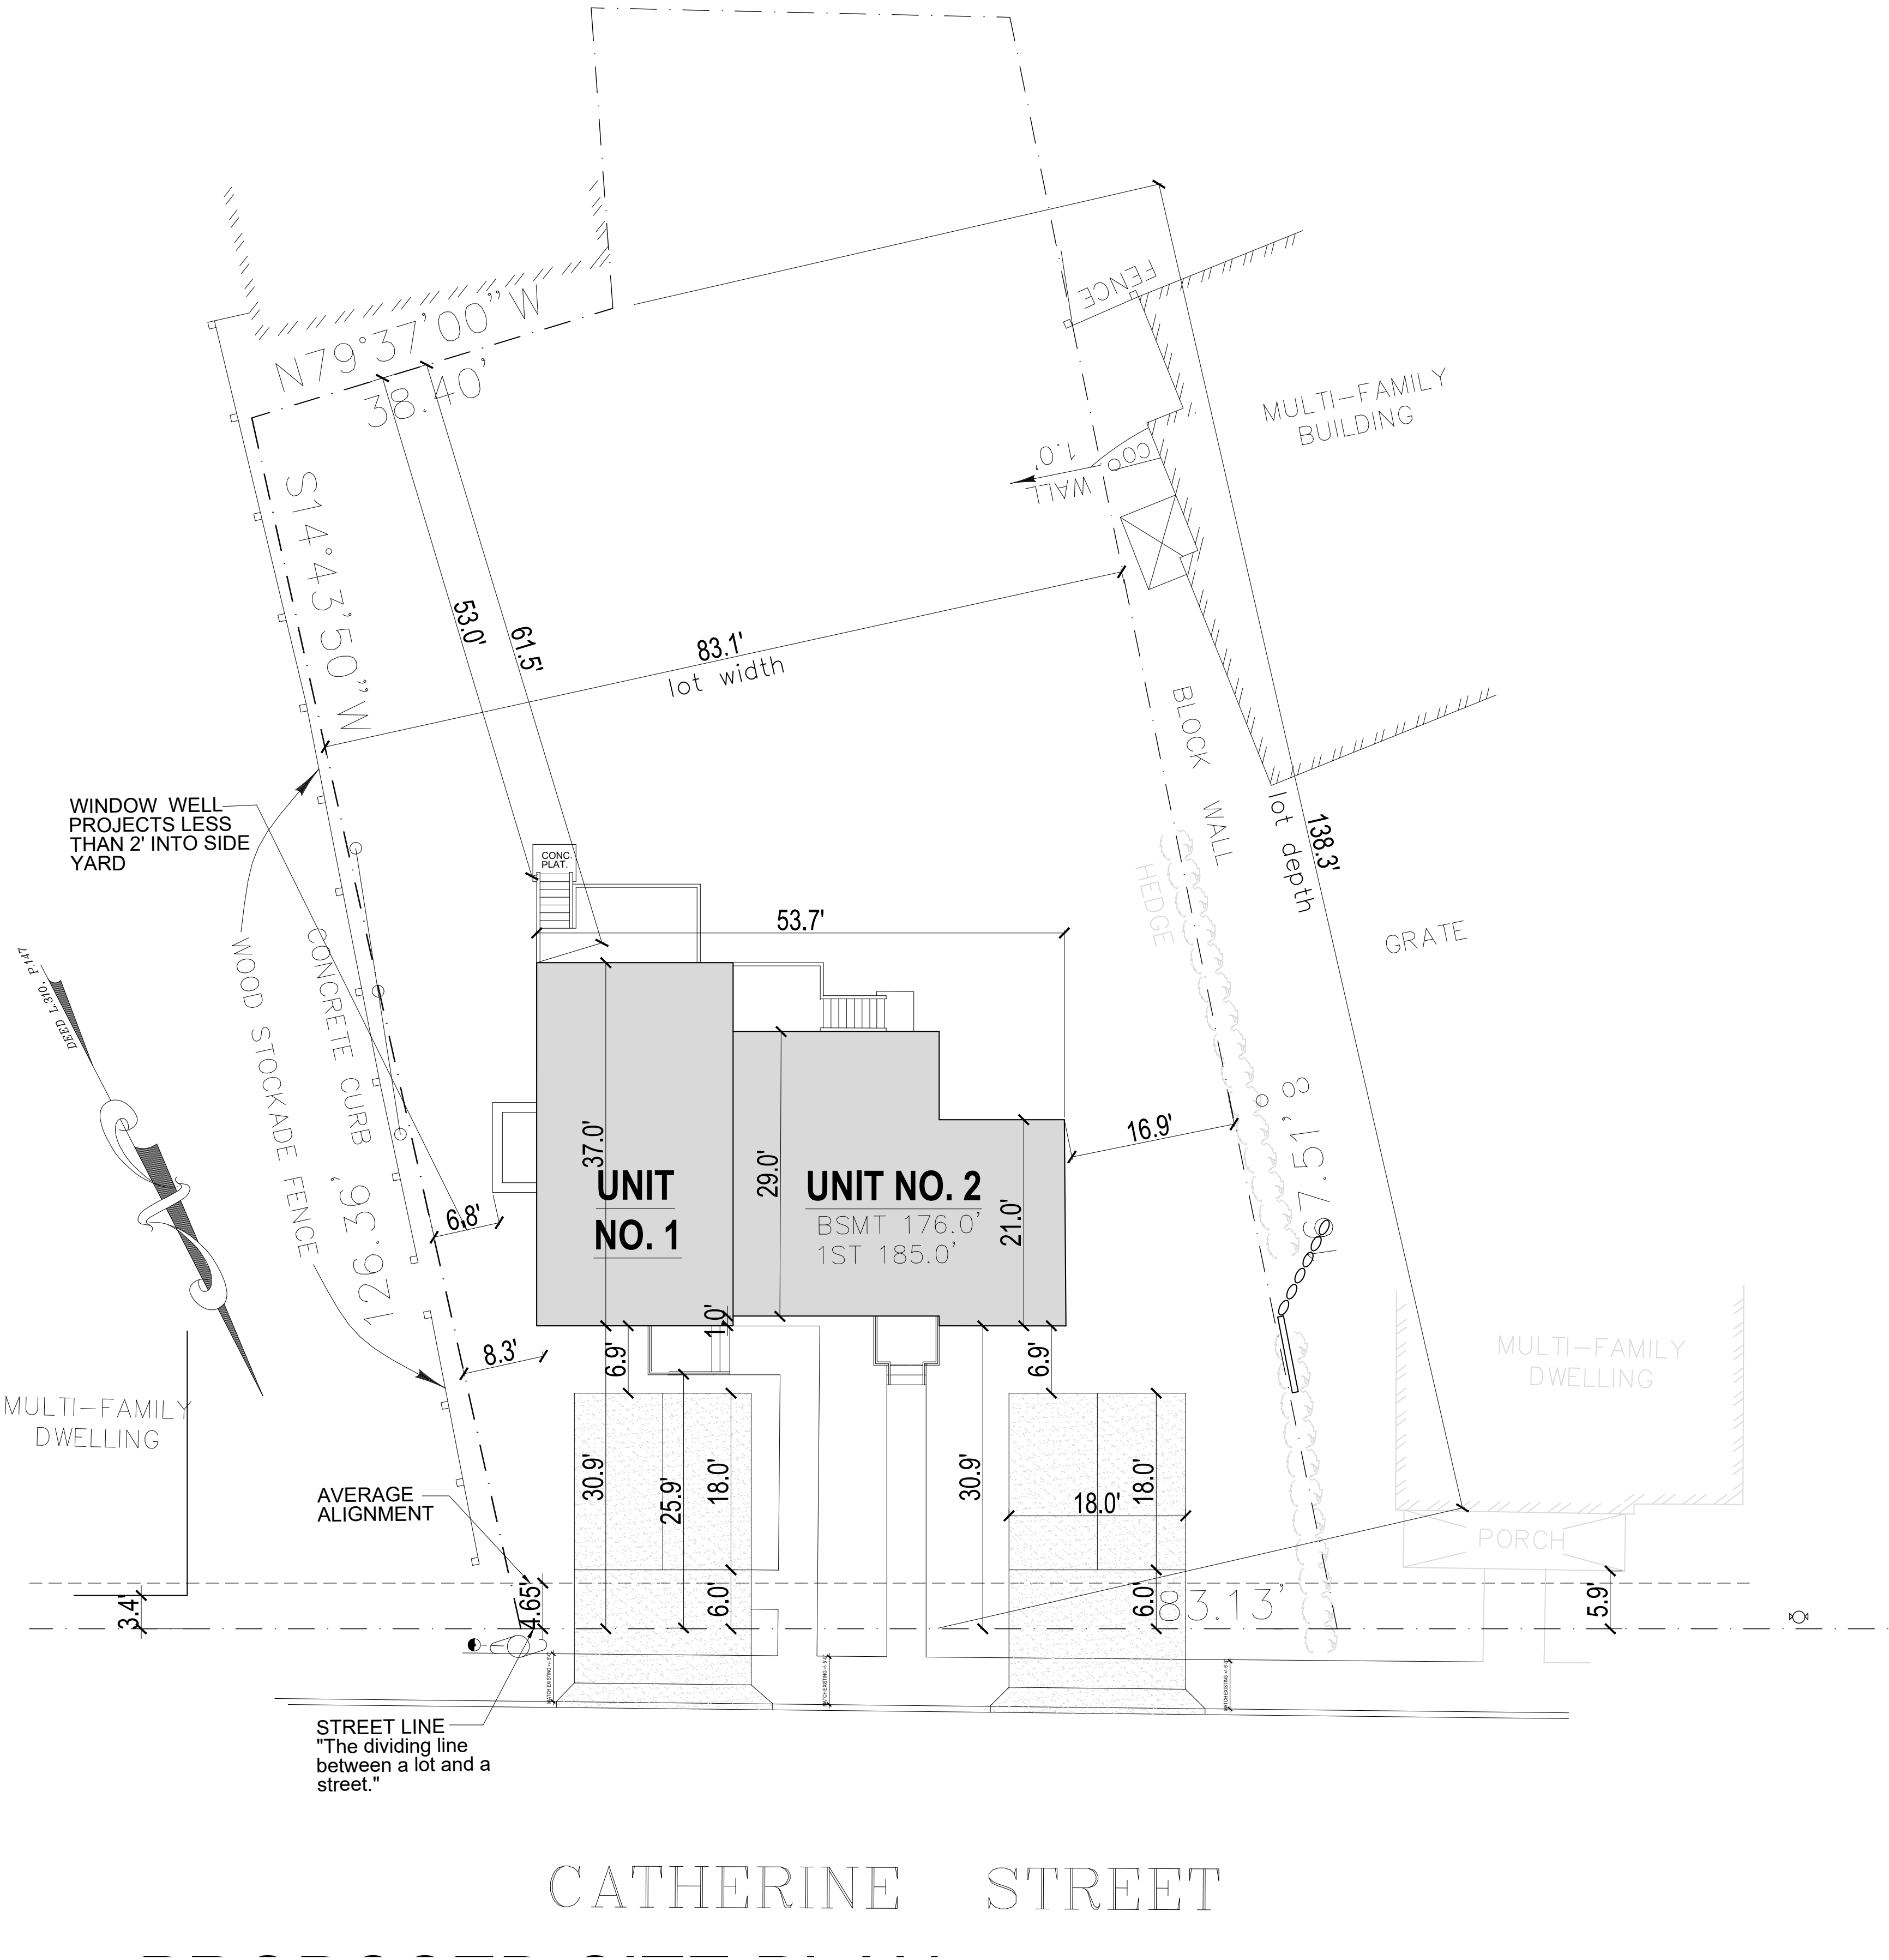 FENCE
N79°37'00"W
38.40'
MULTI-FAMILY
BUILDING
1.0'
WALL
S14°43'50"W
53.0'
61.5'
83.1'
lot width
BLOCK WALL
HEDGE
lot depth
138.3'
WINDOW WELL
PROJECTS LESS
THAN 2' INTO SIDE
YARD
CONC.
PLAT.
53.7'
GRATE
DEED L.310, P.147
WOOD STOCKADE FENCE
CONCRETE CURB
126.36'
37.0'
29.0'
21.0'
16.9'
CO
UNIT
NO. 1
UNIT NO. 2
BSMT 176.0'
1ST 185.0'
6.8'
8.3'
1.0'
6.9'
6.9'
MULTI-FAMILY
DWELLING
MULTI-FAMILY
DWELLING
PORCH
AVERAGE
ALIGNMENT
30.9'
25.9'
18.0'
30.9'
18.0'
18.0'
3.4'
4.65'
6.0'
6.0'
83.13'
5.9'
STREET LINE
"The dividing line
between a lot and a
street."
CATHERINE STREET